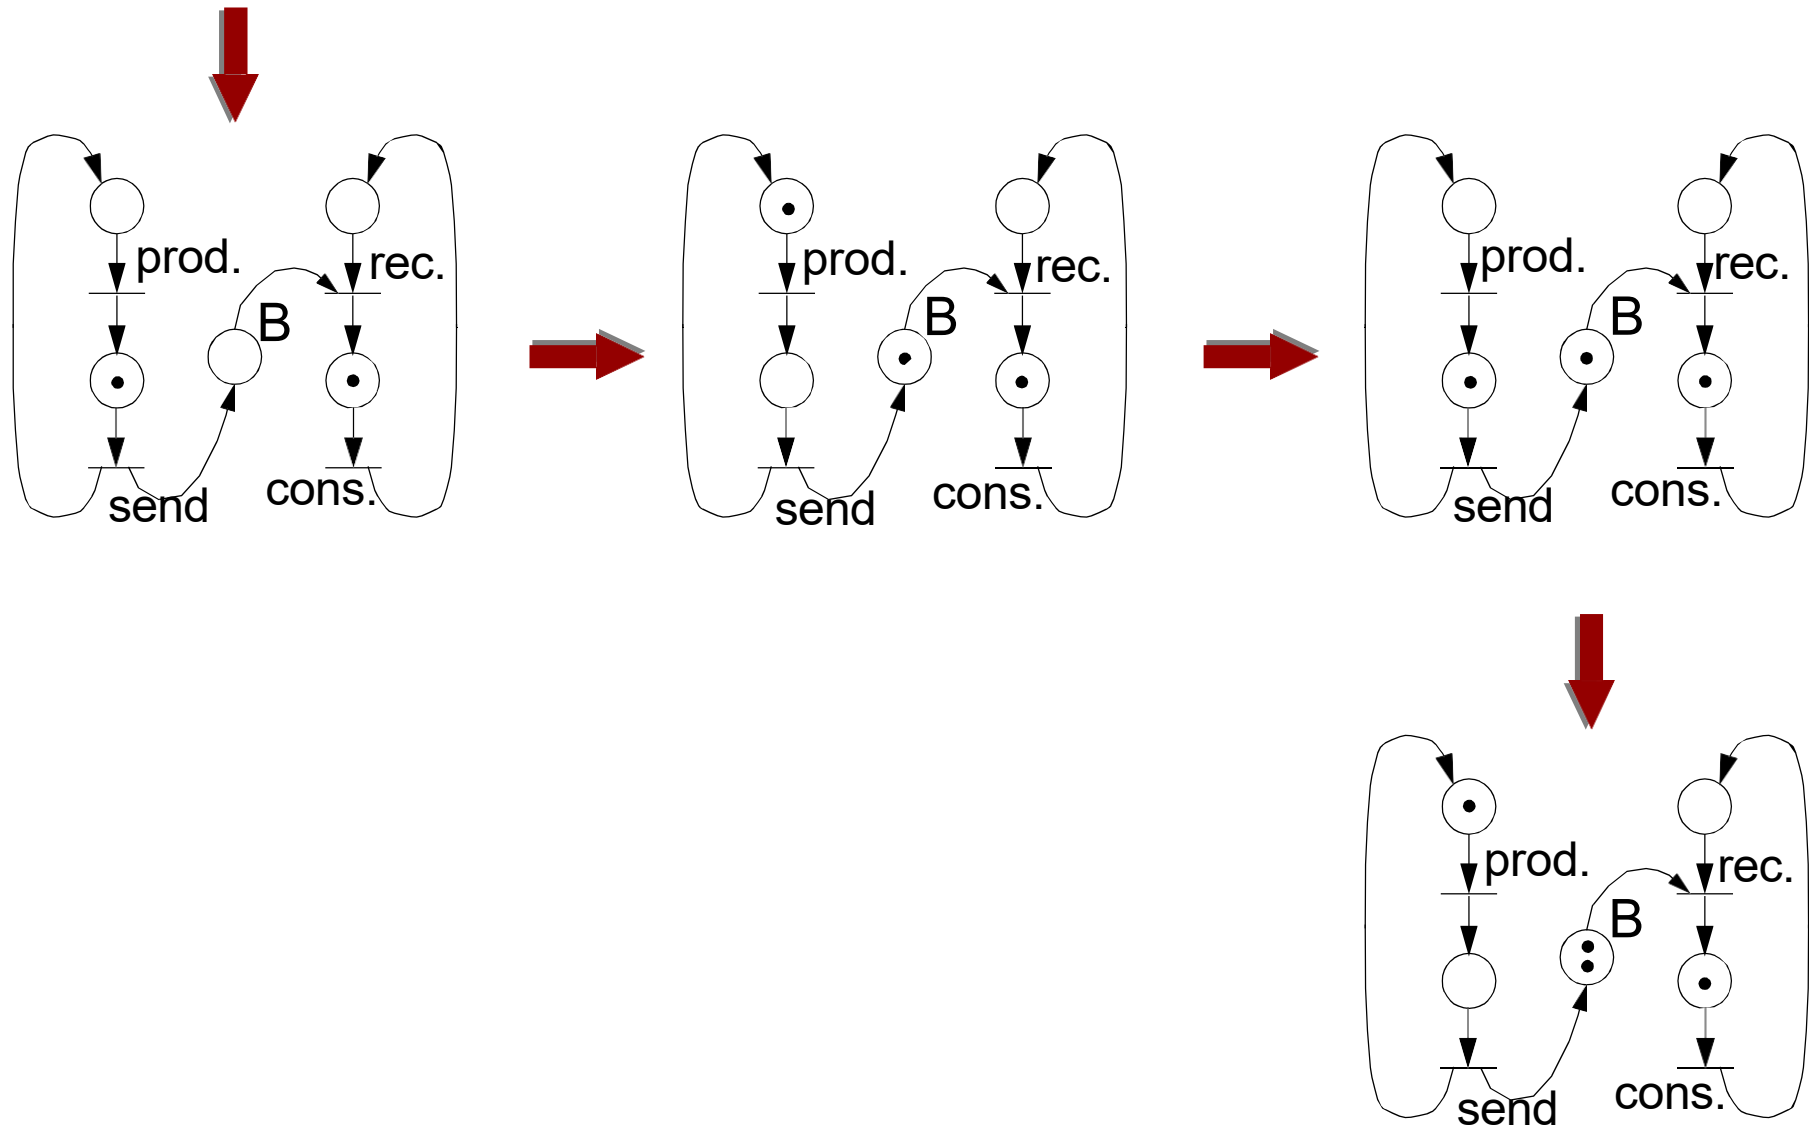 prod.
rec.
B
send
cons.
prod.
rec.
B
send
cons.
prod.
rec.
B
send
cons.
prod.
rec.
B
send
cons.